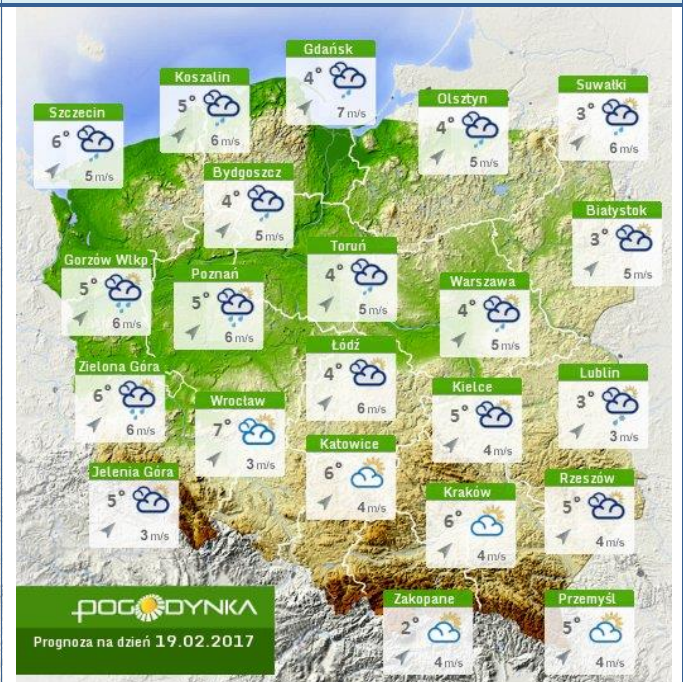 Gdańsk
4°
7 m/s
Koszalin
5°
6 m/s
Suwałki
3°
6 m/s
Olsztyn
4°
5 m/s
Szczecin
6°
5 m/s
Bydgoszcz
4°
5 m/s
Białystok
3°
5 m/s
Toruń
4°
5 m/s
Gorzów Wlkp
5°
6 m/s
Poznań
5°
6 m/s
Warszawa
4°
5 m/s
Łódź
4°
6 m/s
Zielona Góra
6°
6 m/s
Lublin
3°
3 m/s
Kielce
5°
4 m/s
Wrocław
7°
3 m/s
Katowice
6°
4 m/s
Jelenia Góra
5°
3 m/s
Rzeszów
5°
4 m/s
Kraków
6°
4 m/s
Zakopane
2°
4 m/s
Przemyśl
5°
4 m/s
POGODYNKA
Prognoza na dzień 19.02.2017